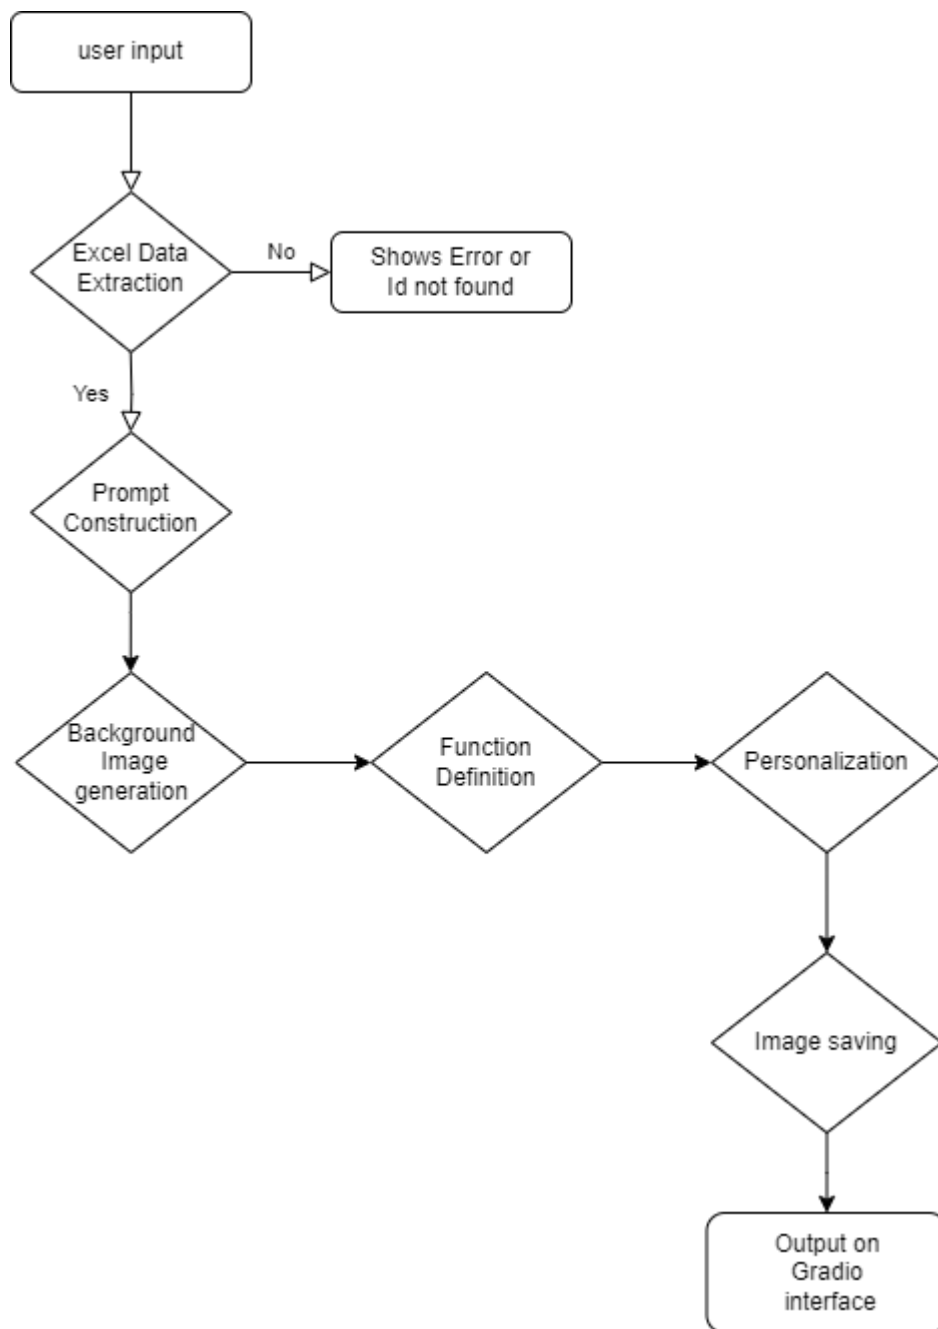 user input
Excel Data
Extraction
No
Shows Error or
Id not found
Yes
Prompt
Construction
Background
Image
generation
Function
Definition
Personalization
Image saving
Output on
Gradio
interface